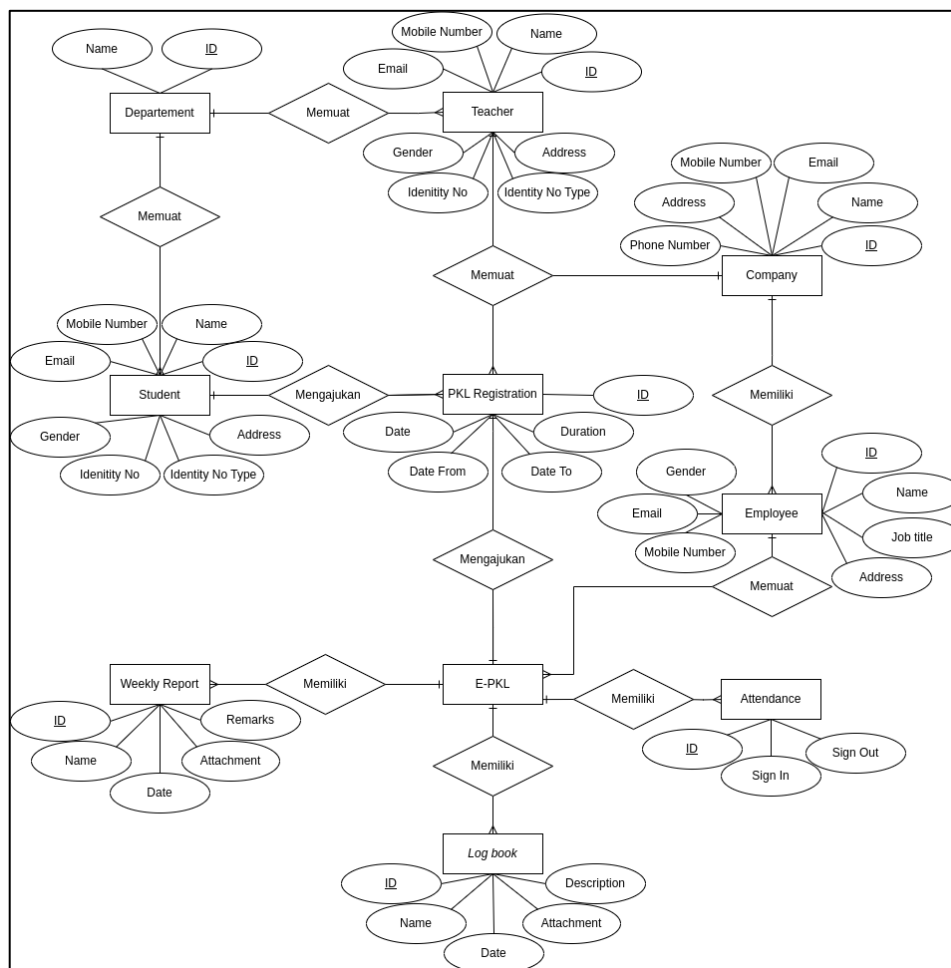 Mobile Number
Name
Name
ID
Email
ID
Departement
Memuat
Teacher
Gender
Address
Idenitity No
Identity No Type
Mobile Number
Email
Memuat
Address
Name
Phone Number
ID
Memuat
Company
Mobile Number
Name
Email
ID
Student
Mengajukan
PKL Registration
ID
Memiliki
Gender
Address
Date
Duration
Idenitity No
Identity No Type
Date From
Date To
ID
Gender
Name
Email
Employee
Job title
Mobile Number
Address
Mengajukan
Memuat
Weekly Report
Memiliki
E-PKL
Memiliki
Attendance
ID
Remarks
Name
Attachment
Date
ID
Sign Out
Sign In
Memiliki
Log book
ID
Description
Name
Attachment
Date